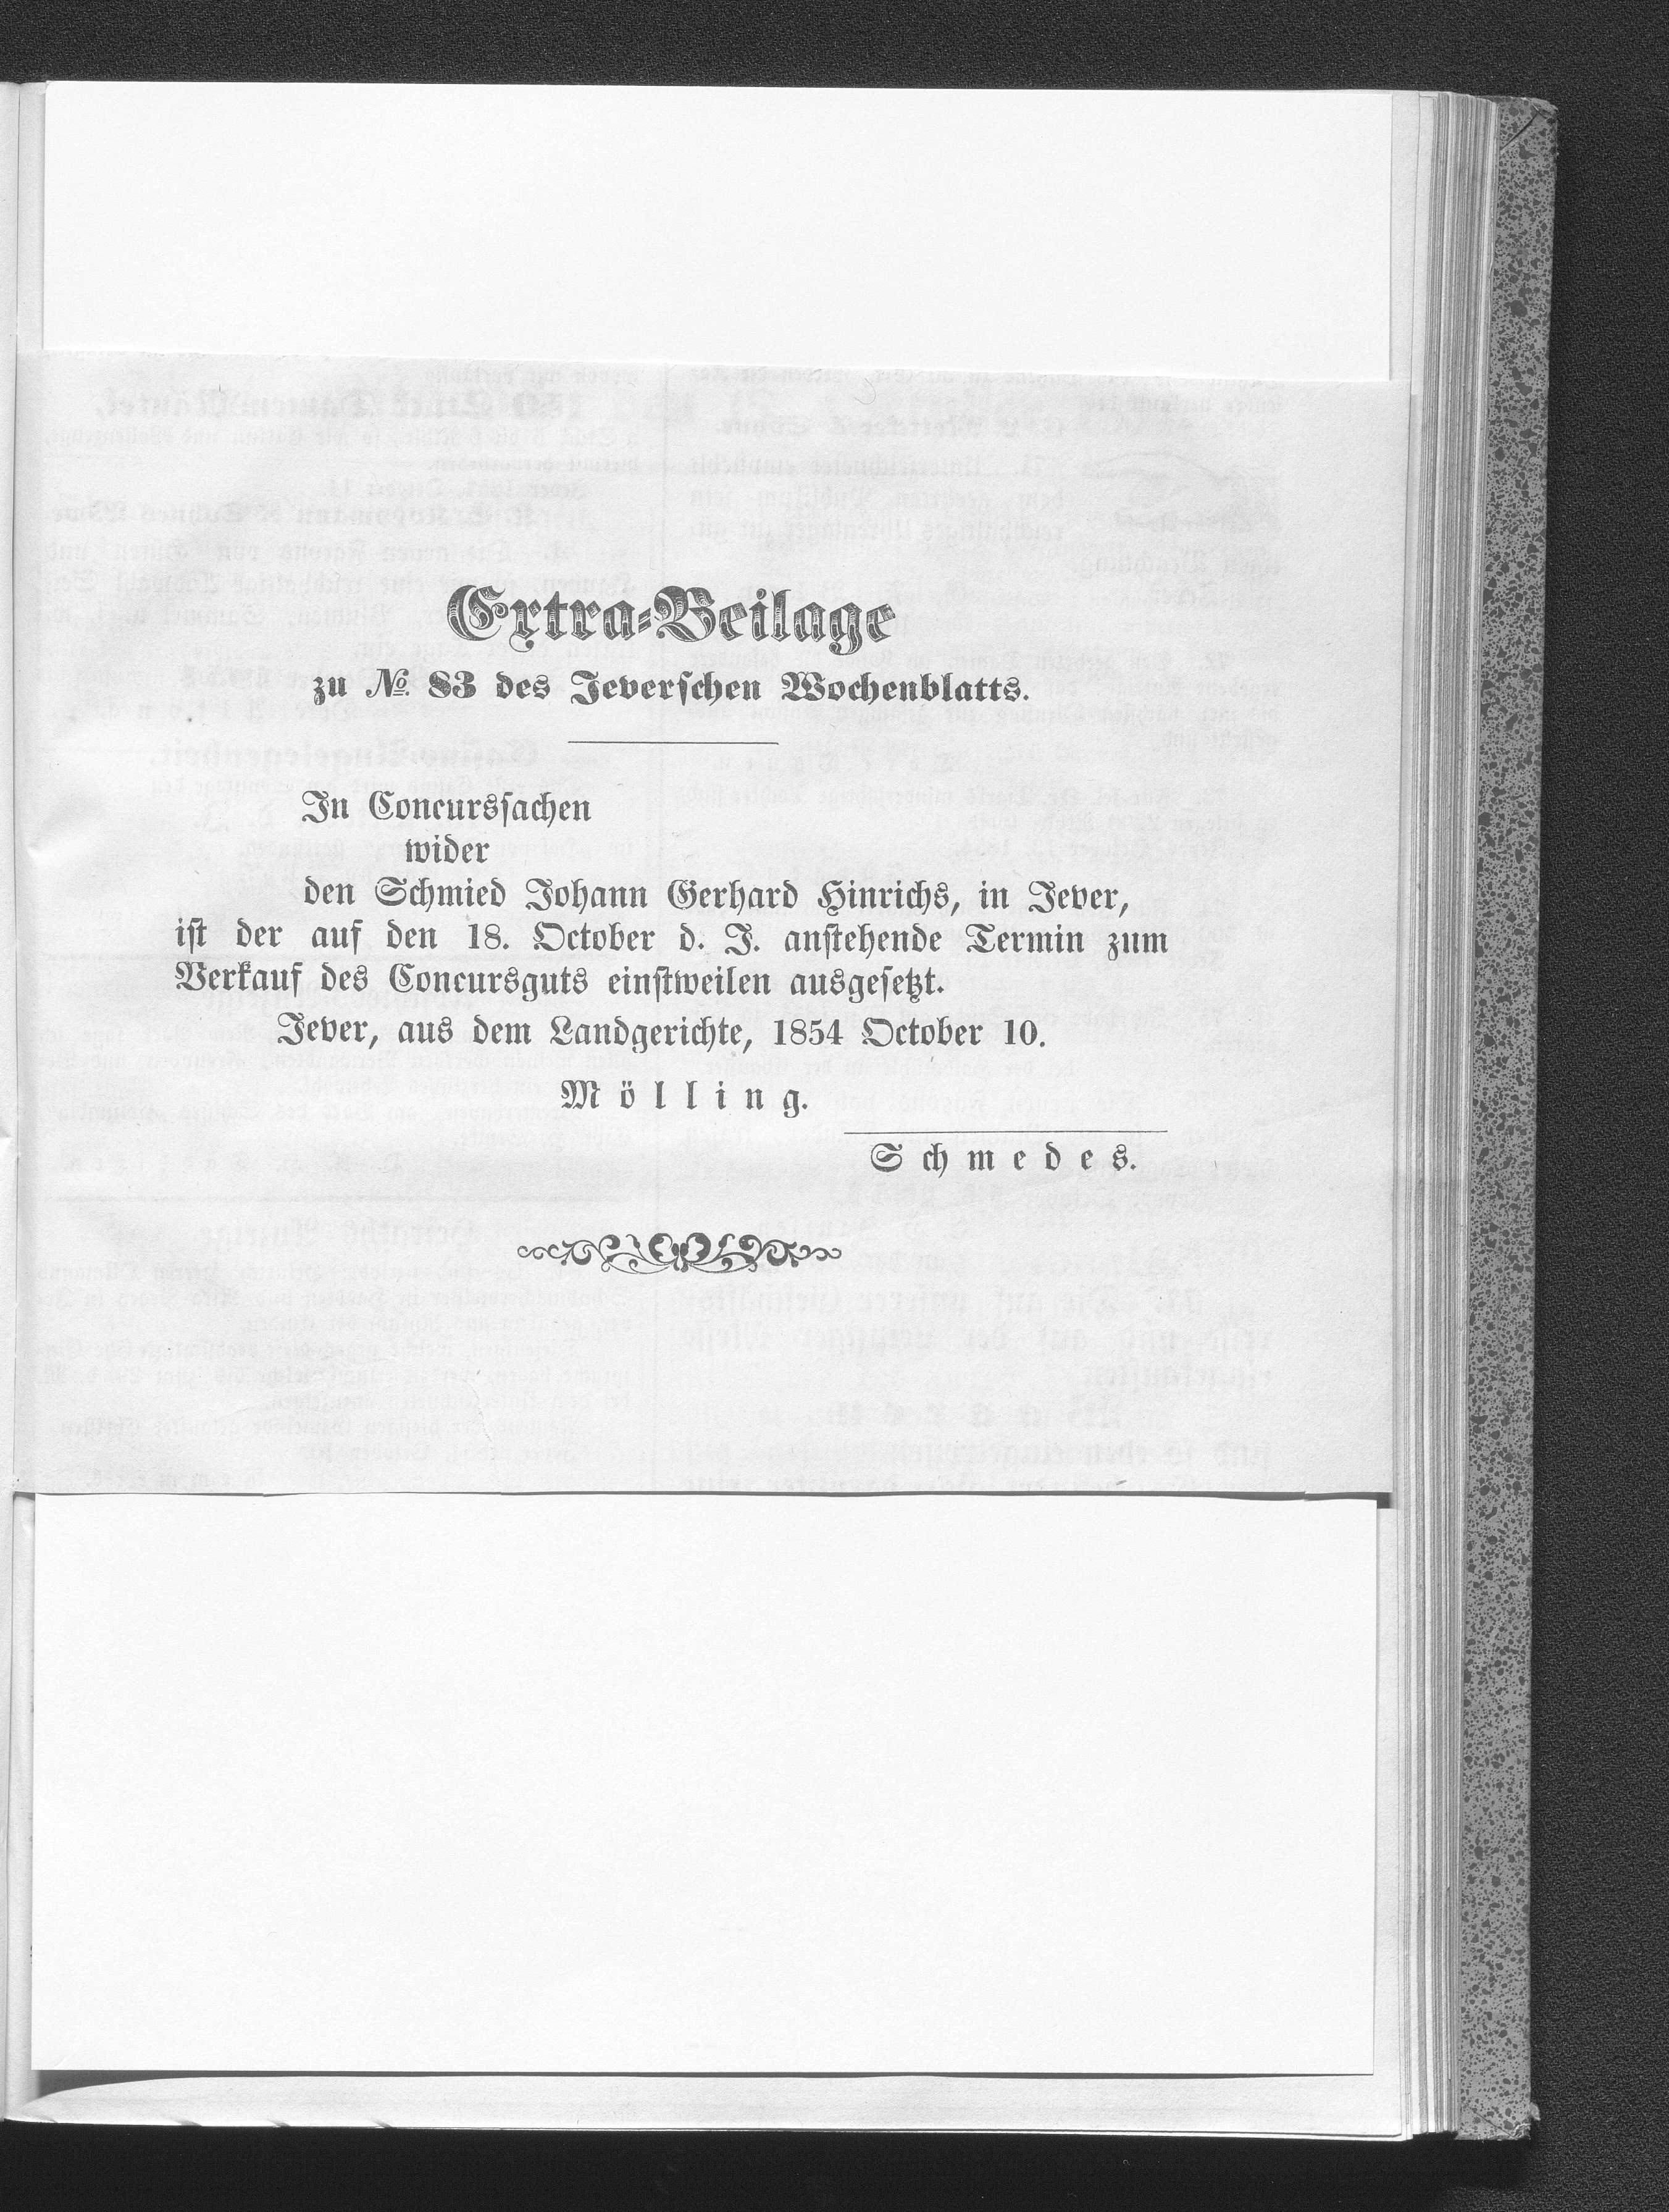 Extra-Beilage
zu № 83 des Jeverschen Wochenblatts.
In Concurssachen
wider
den Schmied Johann Gerhard Hinrichs, in Jever,
ist der auf den 18. October d. J. anstehende Termin zum
Verkauf des Concursguts einstweilen ausgesetzt.
Jever, aus dem Landgerichte, 1854 October 10.
Mölling.
Schmedes.